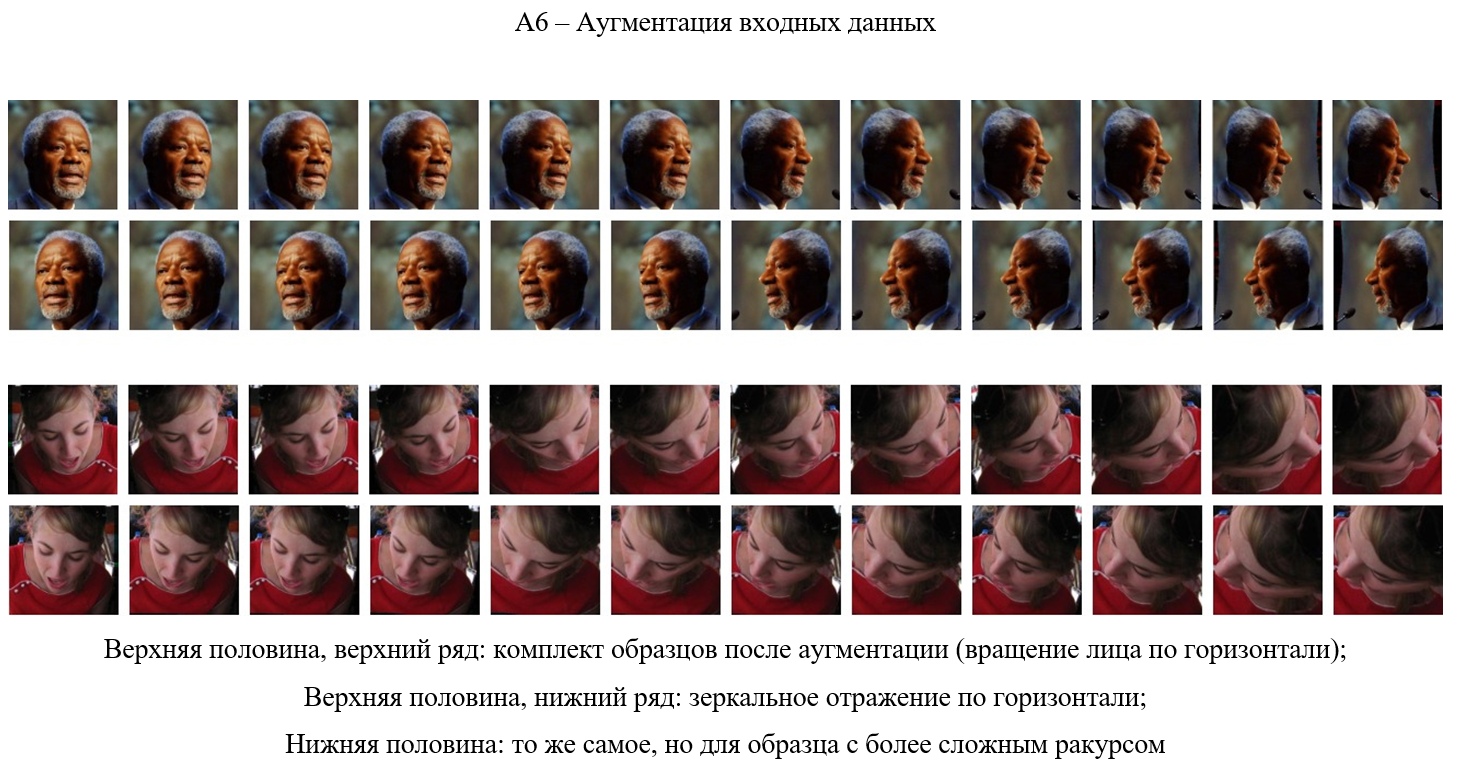 А6 – Аугментация входных данных
Верхняя половина, верхний ряд: комплект образцов после аугментации (вращение лица по горизонтали);
Верхняя половина, нижний ряд: зеркальное отражение по горизонтали;
Нижняя половина: то же самое, но для образца с более сложным ракурсом